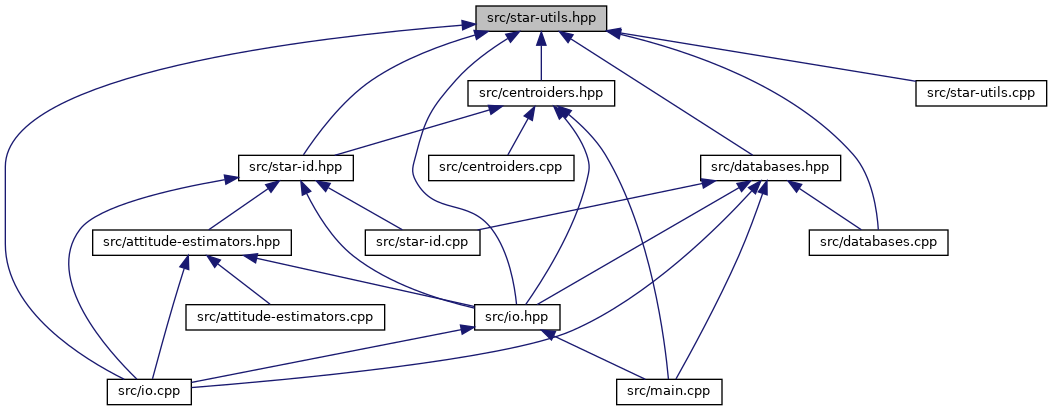 src/star-utils.hpp
src/centroiders.hpp
src/star-utils.cpp
src/star-id.hpp
src/centroiders.cpp
src/databases.hpp
src/attitude-estimators.hpp
src/star-id.cpp
src/databases.cpp
src/attitude-estimators.cpp
src/io.hpp
src/io.cpp
src/main.cpp